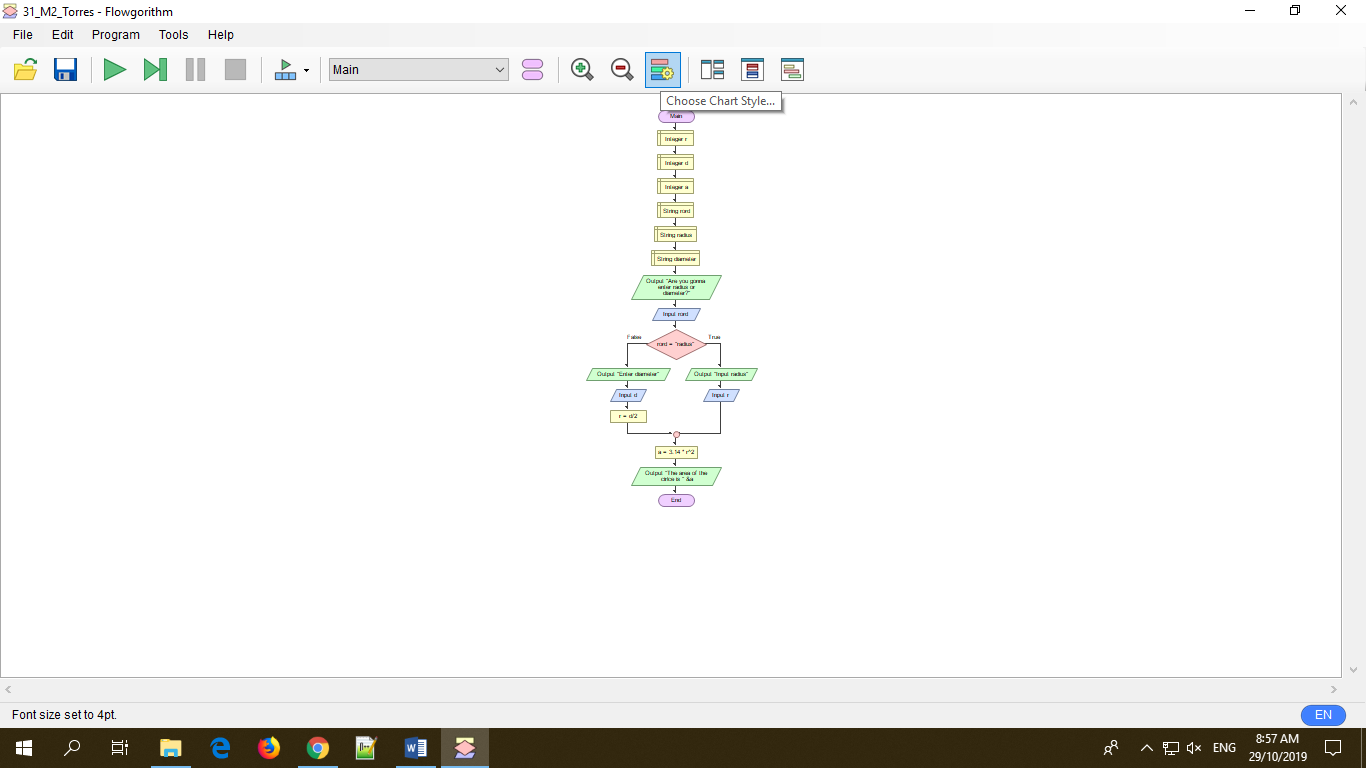 31_M2_Torres - Flowgorithm
File Edit Program Tools Help
Main
Choose Chart Style...
Main
Integer r
Integer d
Integer a
String rord
String radius
String diameter
Output "Are you gonna
enter radius or
diameter?"
Input rord
False
rord = "radius"
True
Output "Enter diameter"
Output "Input radius"
Input d
Input r
r = d/2
a = 3.14 * r^2
Output "The area of the
cirlce is " &a
End
Font size set to 4pt.
EN
ENG
8:57 AM
29/10/2019